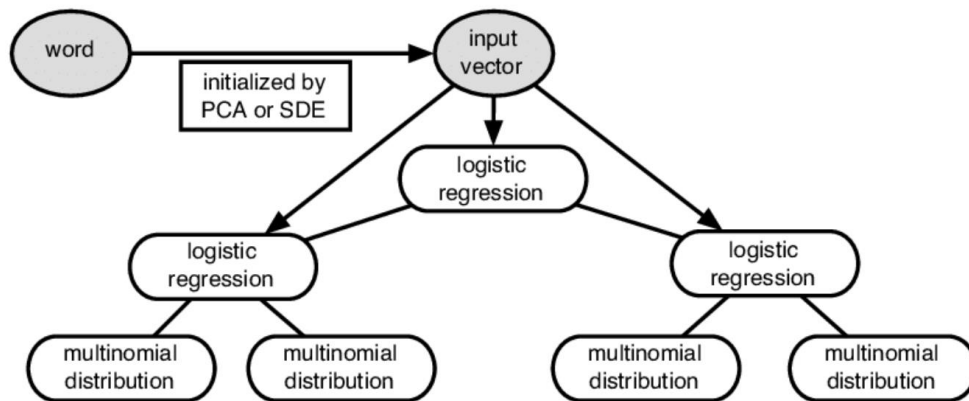 word
input
vector
initialized by
PCA or SDE
logistic
regression
logistic
regression
logistic
regression
multinomial
distribution
multinomial
distribution
multinomial
distribution
multinomial
distribution